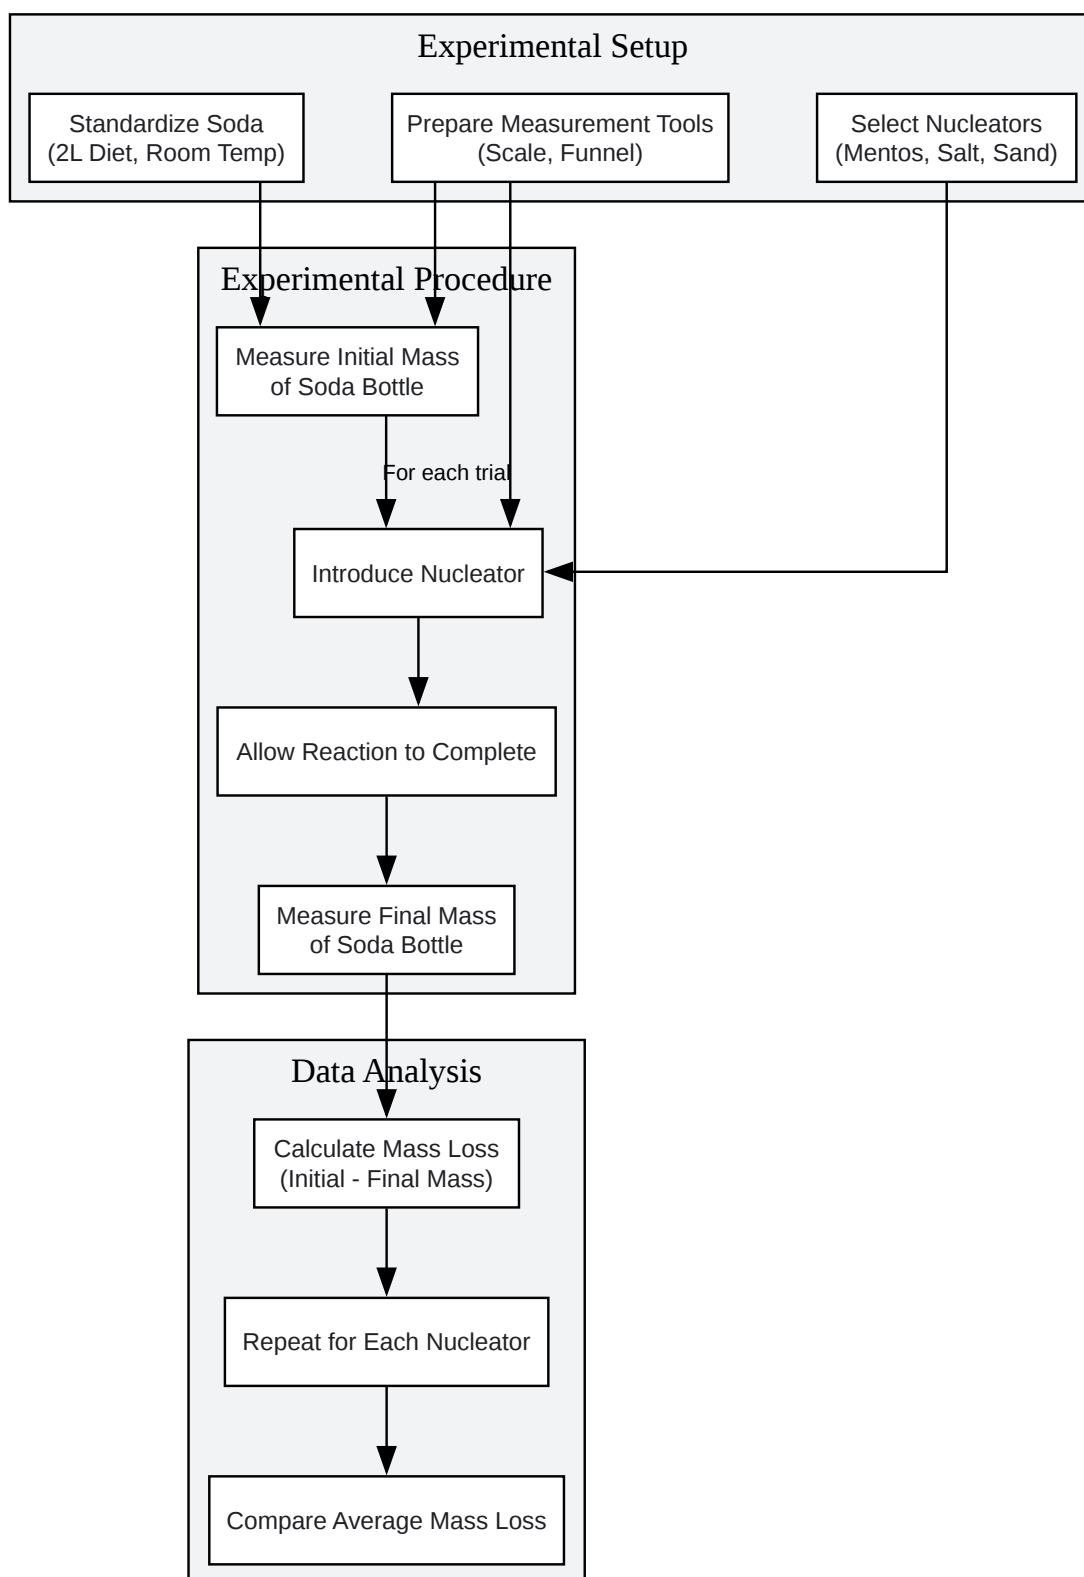 Experimental Setup
Standardize Soda
(2L Diet, Room Temp)
Prepare Measurement Tools
(Scale, Funnel)
Select Nucleators
(Mentos, Salt, Sand)
Experimental Procedure
Measure Initial Mass
of Soda Bottle
For each trial
Introduce Nucleator
Allow Reaction to Complete
Measure Final Mass
of Soda Bottle
Data Analysis
Calculate Mass Loss
(Initial - Final Mass)
Repeat for Each Nucleator
Compare Average Mass Loss